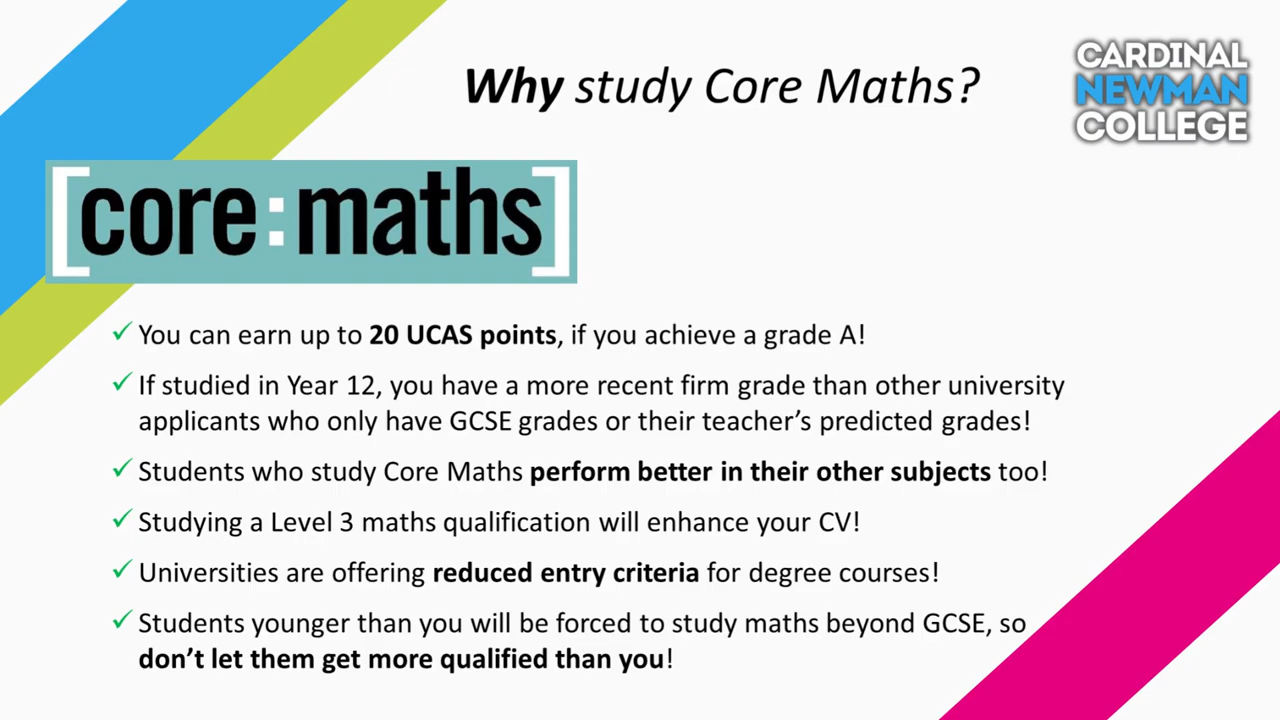 Why study Core Maths?
CARDINAL
NEWMAN
COLLEGE
[core:maths]
✓ You can earn up to 20 UCAS points, if you achieve a grade A!
✓ If studied in Year 12, you have a more recent firm grade than other university
applicants who only have GCSE grades or their teacher’s predicted grades!
✓ Students who study Core Maths perform better in their other subjects too!
✓ Studying a Level 3 maths qualification will enhance your CV!
✓ Universities are offering reduced entry criteria for degree courses!
✓ Students younger than you will be forced to study maths beyond GCSE, so
don’t let them get more qualified than you!